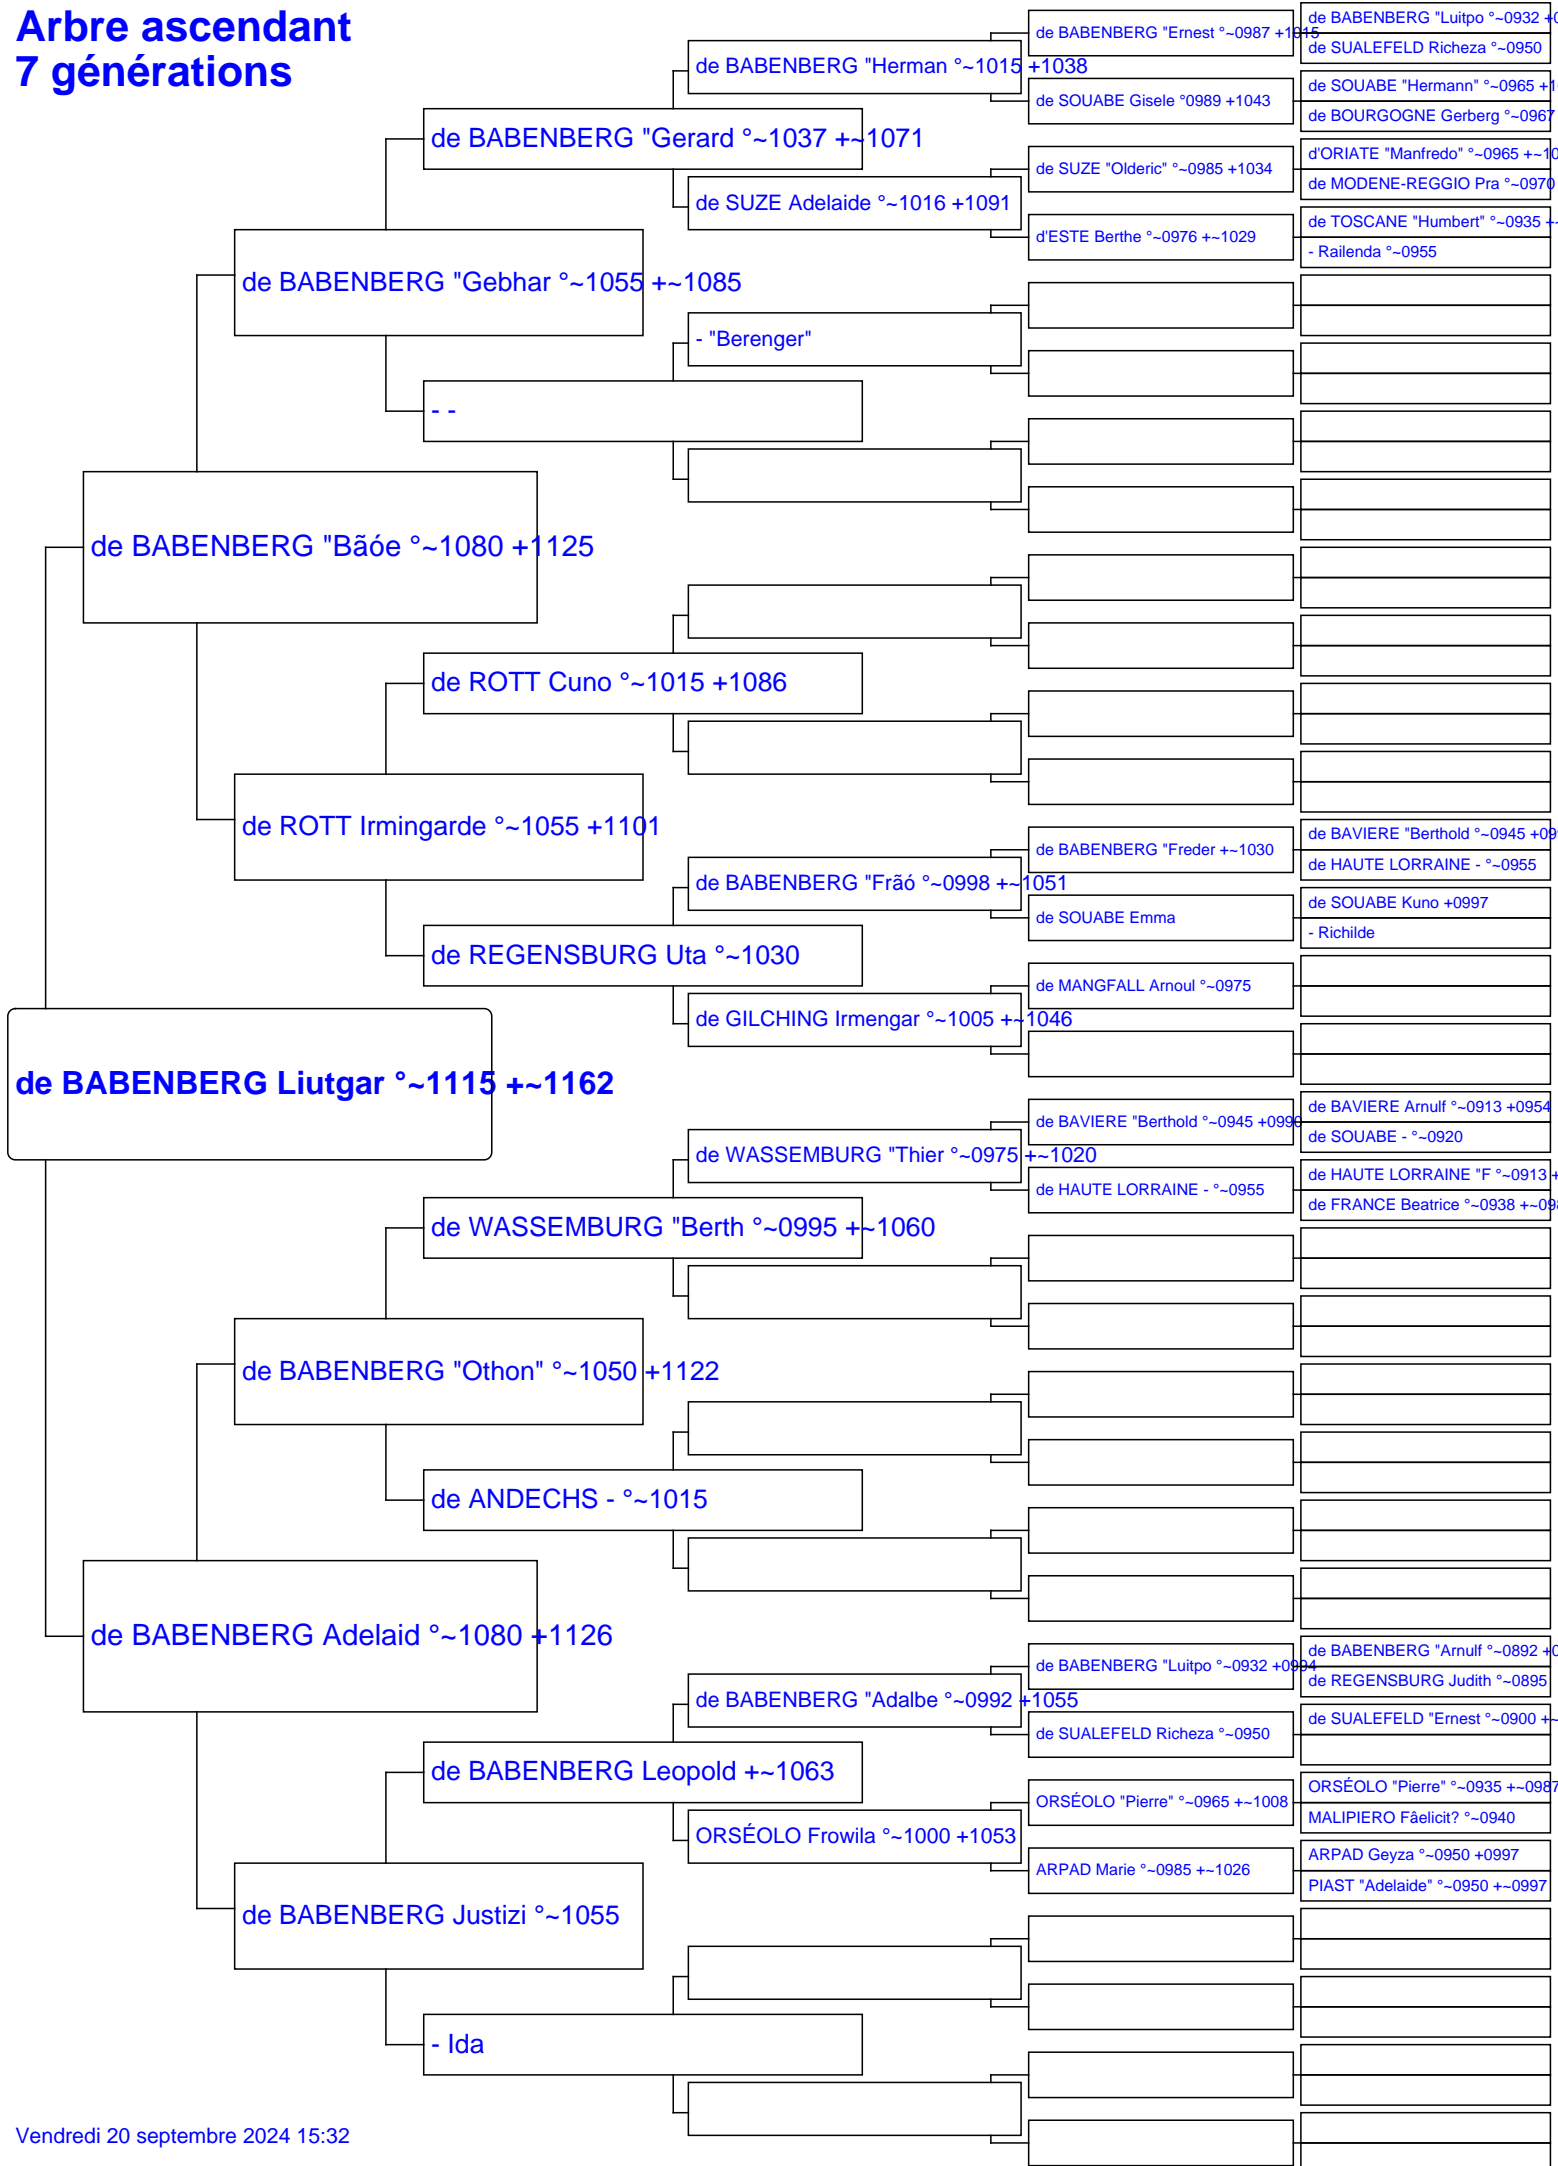 Arbre ascendant
7 générations
de BABENBERG "Luitpo °~0932 +0
de BABENBERG "Ernest °~0987 +1015
de SUALEFELD Richeza °~0950
de BABENBERG "Herman °~1015 +1038
de SOUABE "Hermann" °~0965 +1
de SOUABE Gisele °0989 +1043
de BOURGOGNE Gerberg °~0967
de BABENBERG "Gerard °~1037 +~1071
d'ORIATE "Manfredo" °~0965 +~10
de SUZE "Olderic" °~0985 +1034
de MODENE-REGGIO Pra °~0970
de SUZE Adelaide °~1016 +1091
de TOSCANE "Humbert" °~0935 +~
d'ESTE Berthe °~0976 +~1029
- Railenda °~0955
de BABENBERG "Gebhar °~1055 +~1085
- "Berenger"
- -
de BABENBERG "Bãóe °~1080 +1125
de ROTT Cuno °~1015 +1086
de ROTT Irmingarde °~1055 +1101
de BAVIERE "Berthold °~0945 +09
de BABENBERG "Freder +~1030
de HAUTE LORRAINE - °~0955
de BABENBERG "Frãó °~0998 +~1051
de SOUABE Kuno +0997
de SOUABE Emma
- Richilde
de REGENSBURG Uta °~1030
de MANGFALL Arnoul °~0975
de GILCHING Irmengar °~1005 +~1046
de BABENBERG Liutgar °~1115 +~1162
de BAVIERE Arnulf °~0913 +0954
de BAVIERE "Berthold °~0945 +0990
de SOUABE - °~0920
de WASSEMBURG "Thier °~0975 +~1020
de HAUTE LORRAINE "F °~0913 +
de HAUTE LORRAINE - °~0955
de FRANCE Beatrice °~0938 +~098
de WASSEMBURG "Berth °~0995 +~1060
de BABENBERG "Othon" °~1050 +1122
de ANDECHS - °~1015
de BABENBERG Adelaid °~1080 +1126
de BABENBERG "Arnulf °~0892 +0
de BABENBERG "Luitpo °~0932 +0994
de REGENSBURG Judith °~0895
de BABENBERG "Adalbe °~0992 +1055
de SUALEFELD "Ernest °~0900 +~
de SUALEFELD Richeza °~0950
de BABENBERG Leopold +~1063
ORSÉOLO "Pierre" °~0935 +~0987
ORSÉOLO "Pierre" °~0965 +~1008
MALIPIERO Fâelicit? °~0940
ORSÉOLO Frowila °~1000 +1053
ARPAD Geyza °~0950 +0997
ARPAD Marie °~0985 +~1026
PIAST "Adelaide" °~0950 +~0997
de BABENBERG Justizi °~1055
- Ida
Vendredi 20 septembre 2024 15:32